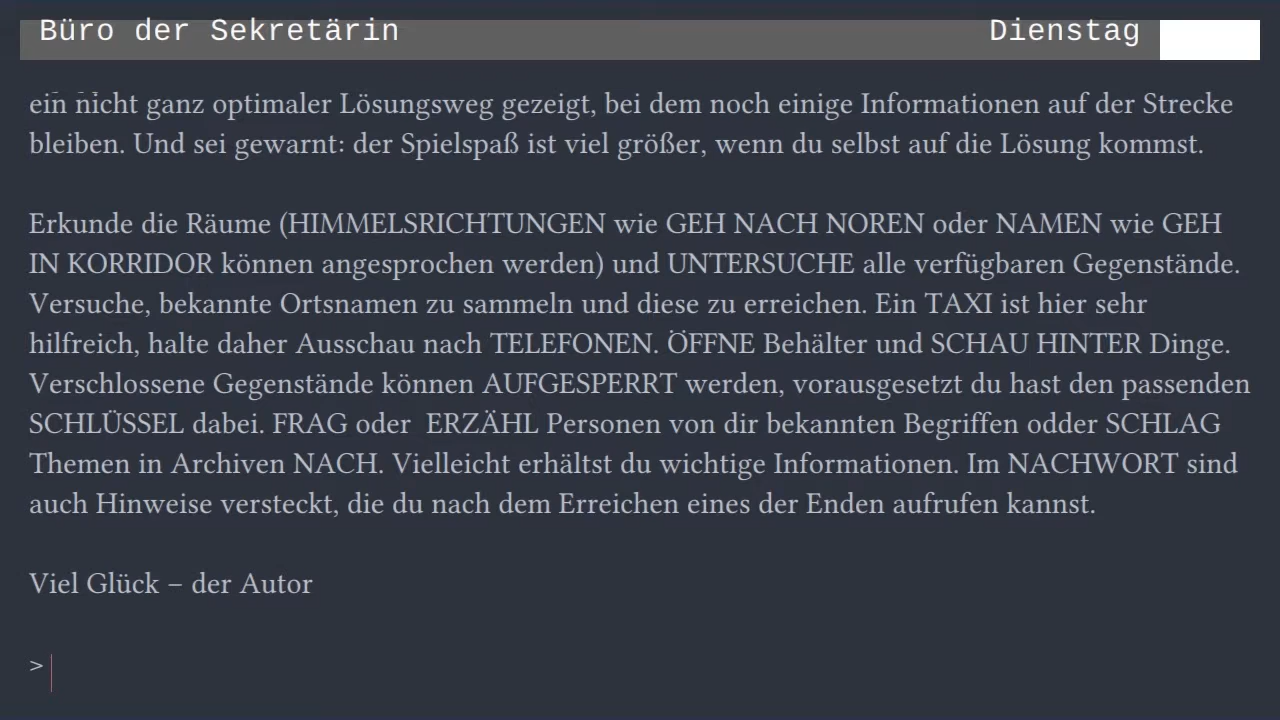 Büro der Sekretärin Dienstag
ein nicht ganz optimaler Lösungsweg gezeigt, bei dem noch einige Informationen auf der Strecke
bleiben. Und sei gewarnt: der Spielspaß ist viel größer, wenn du selbst auf die Lösung kommst.
Erkunde die Räume (HIMMELSRICHTUNGEN wie GEH NACH NOREN oder NAMEN wie GEH
IN KORRIDOR können angesprochen werden) und UNTERSUCHE alle verfügbaren Gegenstände.
Versuche, bekannte Ortsnamen zu sammeln und diese zu erreichen. Ein TAXI ist hier sehr
hilfreich, halte daher Ausschau nach TELEFONEN. ÖFFNE Behälter und SCHAU HINTER Dinge.
Verschlossene Gegenstände können AUFGESPERRT werden, vorausgesetzt du hast den passenden
SCHLÜSSEL dabei. FRAG oder  ERZÄHL Personen von dir bekannten Begriffen odder SCHLAG
Themen in Archiven NACH. Vielleicht erhältst du wichtige Informationen. Im NACHWORT sind
auch Hinweise versteckt, die du nach dem Erreichen eines der Enden aufrufen kannst.
Viel Glück – der Autor
>